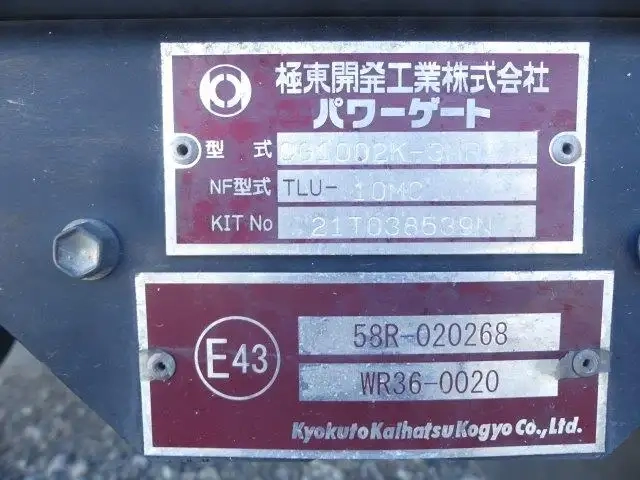 極東開発工業株式会社
パワーゲート
型 式
NF型式 TLU- 10MC
KIT No 21T038539N
E43
58R-020268
WR36-0020
Kyokuto Kaihatsu Kogyo Co.,Ltd.